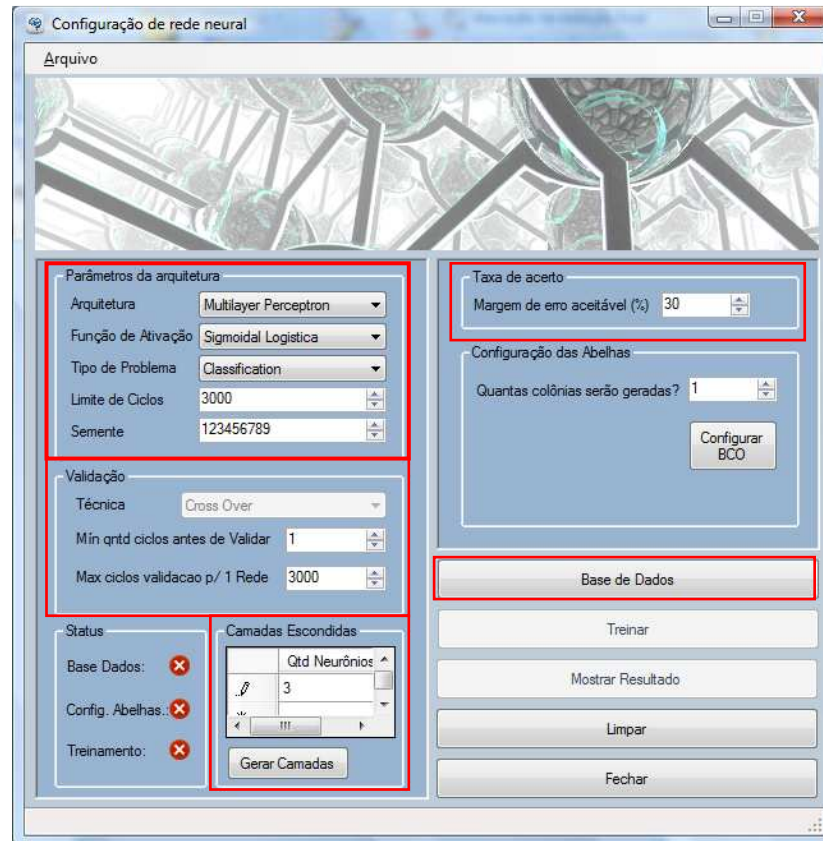 Configuração de rede neural
Arquivo
Parâmetros da arquitetura
Arquitetura Multilayer Perceptron
Função de Ativação Sigmoidal Logistica
Tipo de Problema Classification
Limite de Ciclos 3000
Semente 123456789
Validação
Técnica Cross Over
Mín qntd ciclos antes de Validar 1
Max ciclos validacao p/ 1 Rede 3000
Status
Base Dados:
Config. Abelhas.:
Treinamento:
Camadas Escondidas
Qtd Neurônios
3
Gerar Camadas
Taxa de acerto
Margem de erro aceitável (%) 30
Configuração das Abelhas
Quantas colônias serão geradas? 1
Configurar
BCO
Base de Dados
Treinar
Mostrar Resultado
Limpar
Fechar